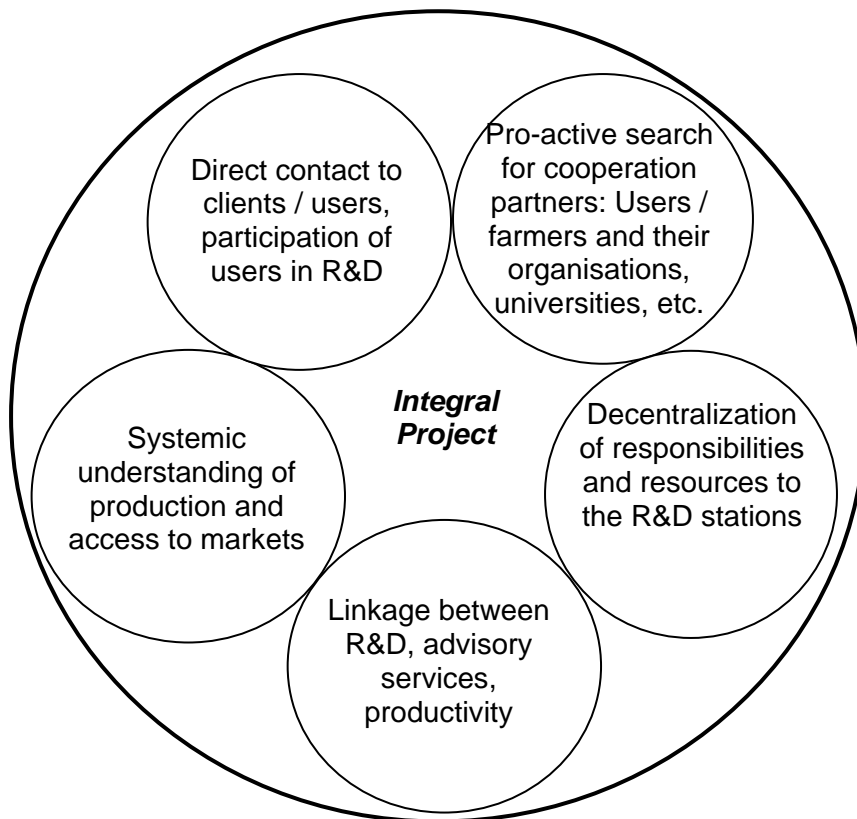 Direct contact to
clients / users,
participation of
users in R&D
Pro-active search
for cooperation
partners: Users /
farmers and their
organisations,
universities, etc.
Integral
Project
Systemic
understanding of
production and
access to markets
Decentralization
of responsibilities
and resources to
the R&D stations
Linkage between
R&D, advisory
services,
productivity